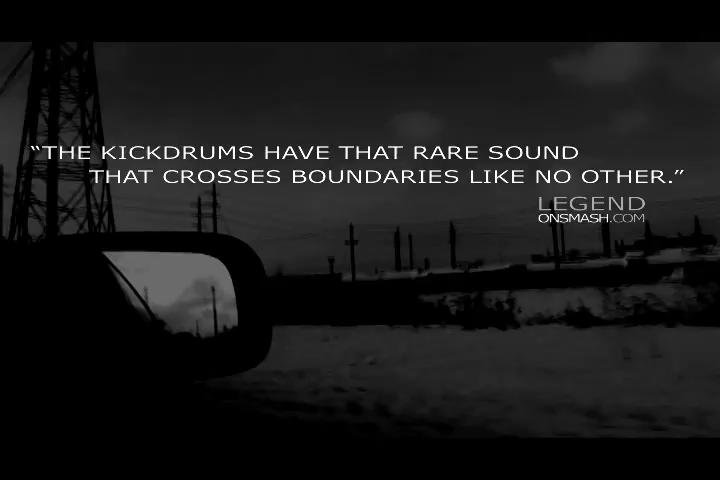 “THE KICKDRUMS HAVE THAT RARE SOUND
THAT CROSSES BOUNDARIES LIKE NO OTHER.”
LEGEND
ONSMASH.COM